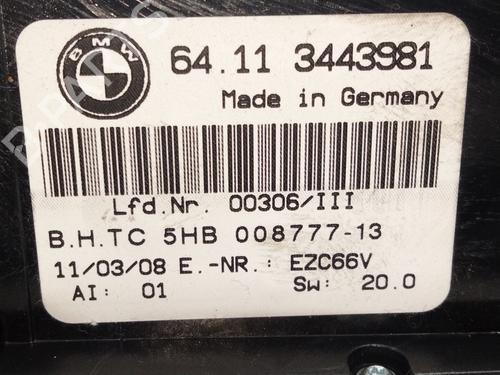 BMW
64.11 3443981
Made in Germany
Lfd.Nr. 00306/III
B.H.TC 5HB 008777-13
11/03/08 E.-NR.: EZC66V
AI: 01 Sw: 20.0